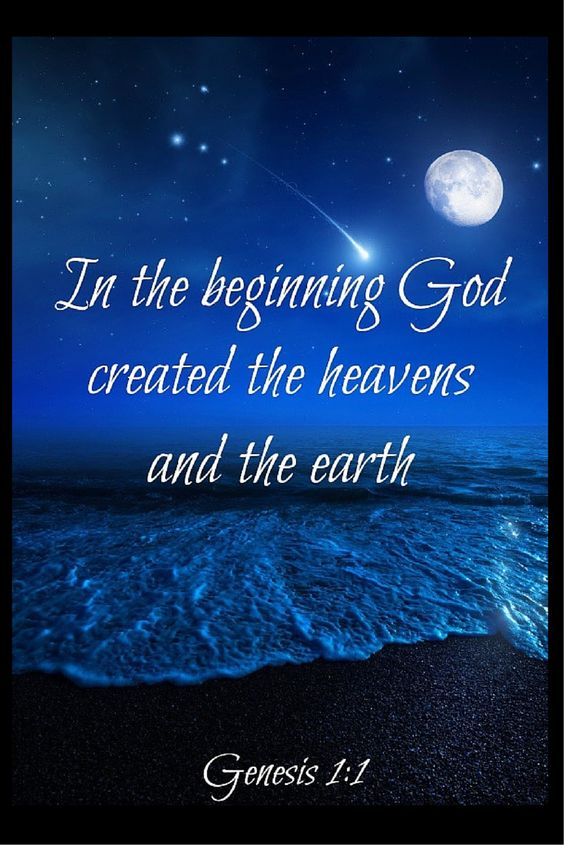 In the beginning God
created the heavens
and the earth
Genesis 1:1